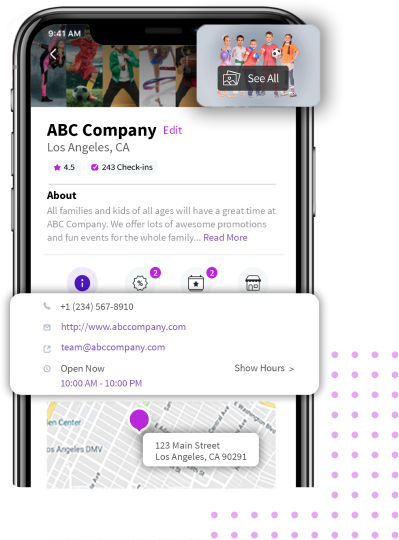 9:41 AM
See All
ABC Company Edit
Los Angeles, CA
4.5 243 Check-ins
About
All families and kids of all ages will have a great time at
ABC Company. We offer lots of awesome promotions
and fun events for the whole family... Read More
2 2
+1 (234) 567-8910
http://www.abccompany.com
team@abccompany.com
Open Now Show Hours >
10:00 AM - 10:00 PM
Los Angeles DMV
123 Main Street
Los Angeles, CA 90291